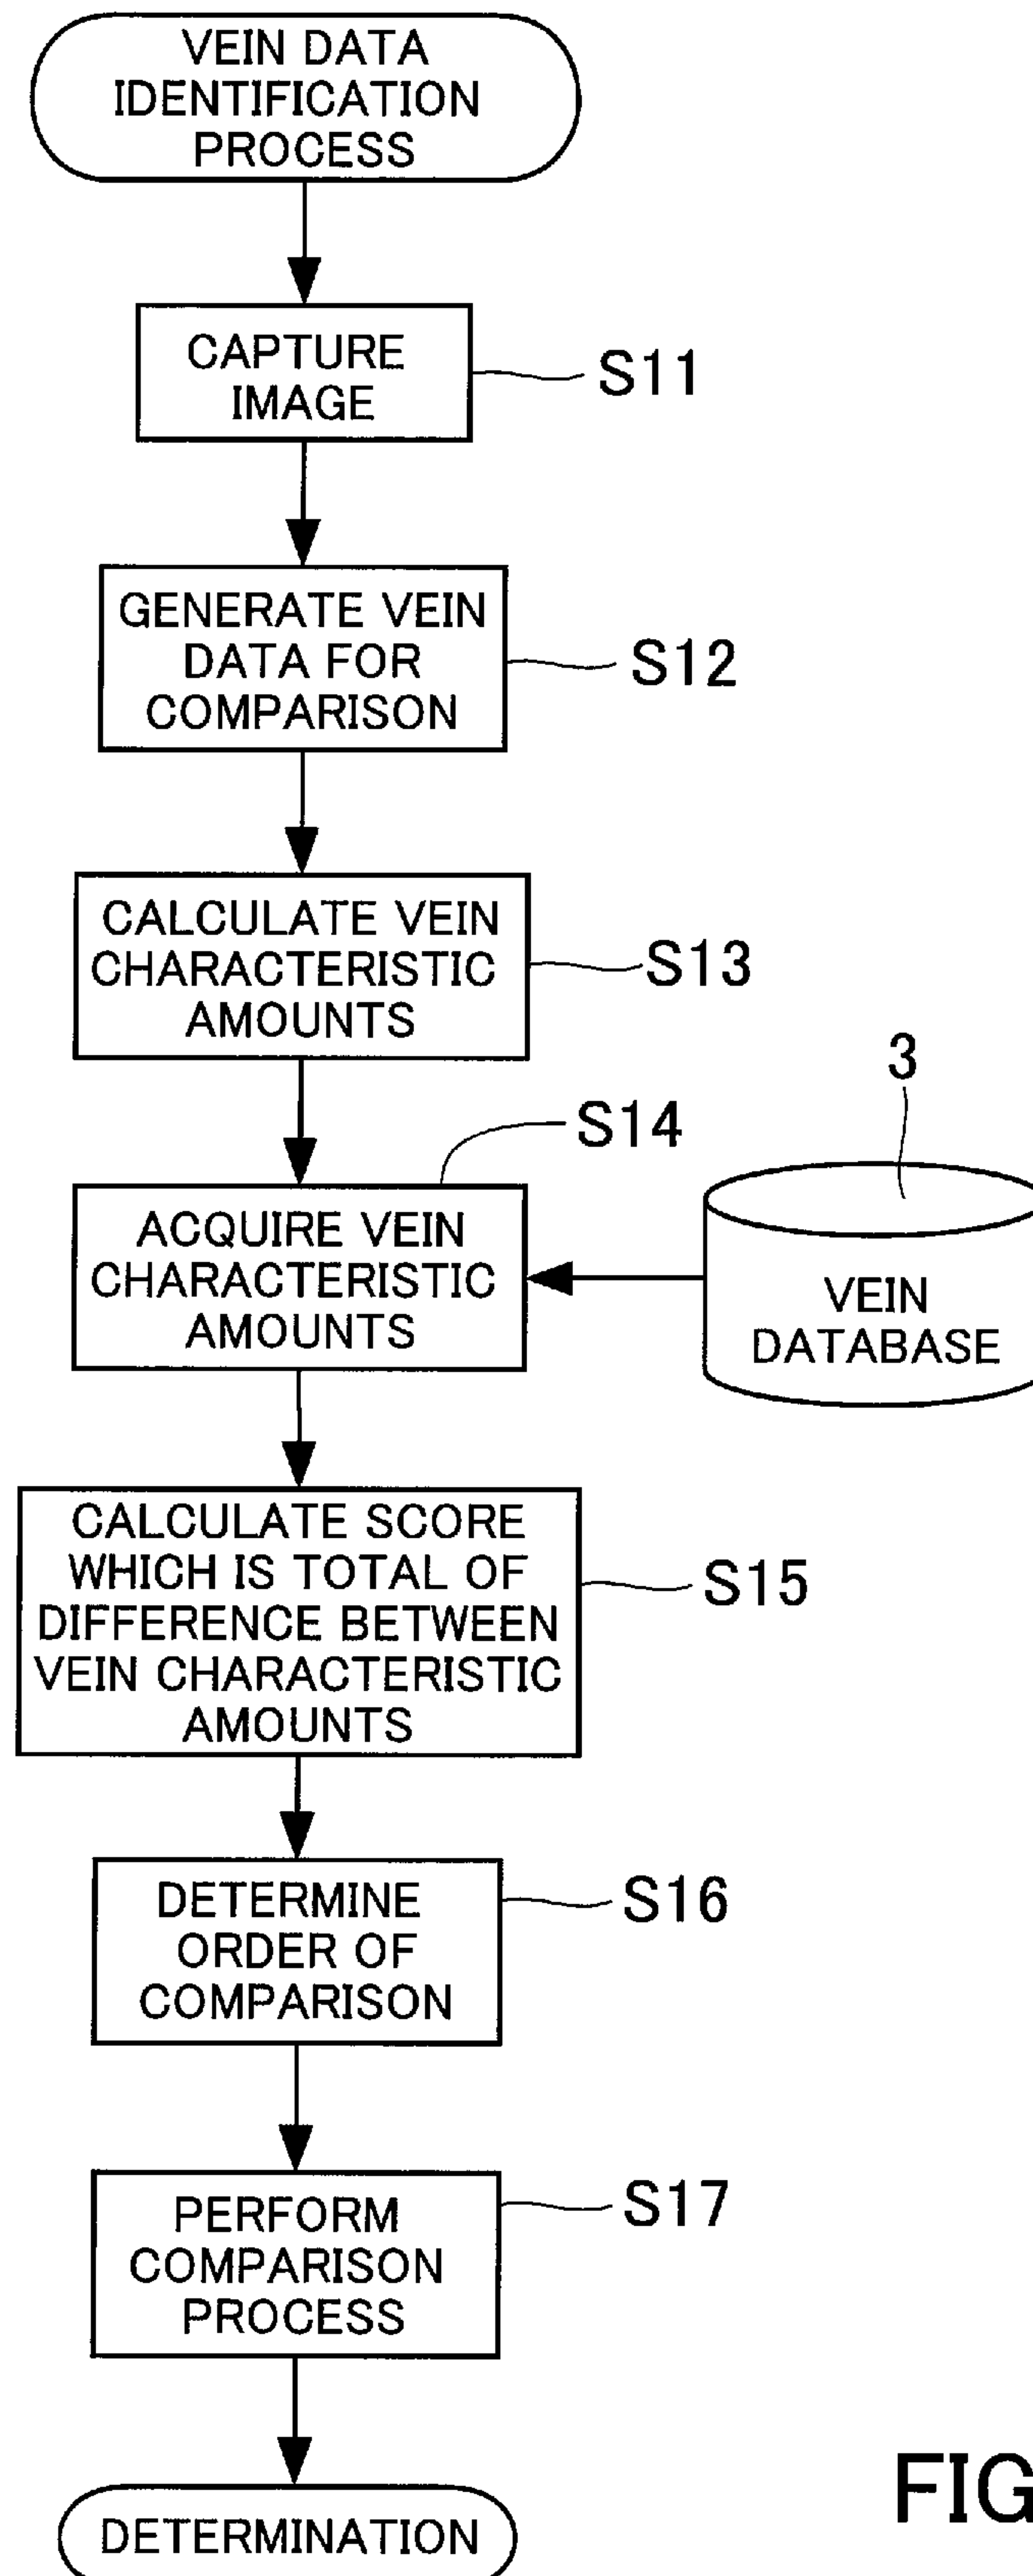 VEIN DATA
IDENTIFICATION
PROCESS
CAPTURE
IMAGE
S11
GENERATE VEIN
DATA FOR
COMPARISON
S12
CALCULATE VEIN
CHARACTERISTIC
AMOUNTS
S13
3
S14
ACQUIRE VEIN
CHARACTERISTIC
AMOUNTS
VEIN
DATABASE
CALCULATE SCORE
WHICH IS TOTAL OF
DIFFERENCE BETWEEN
VEIN CHARACTERISTIC
AMOUNTS
S15
DETERMINE
ORDER OF
COMPARISON
S16
PERFORM
COMPARISON
PROCESS
S17
FIG
DETERMINATION